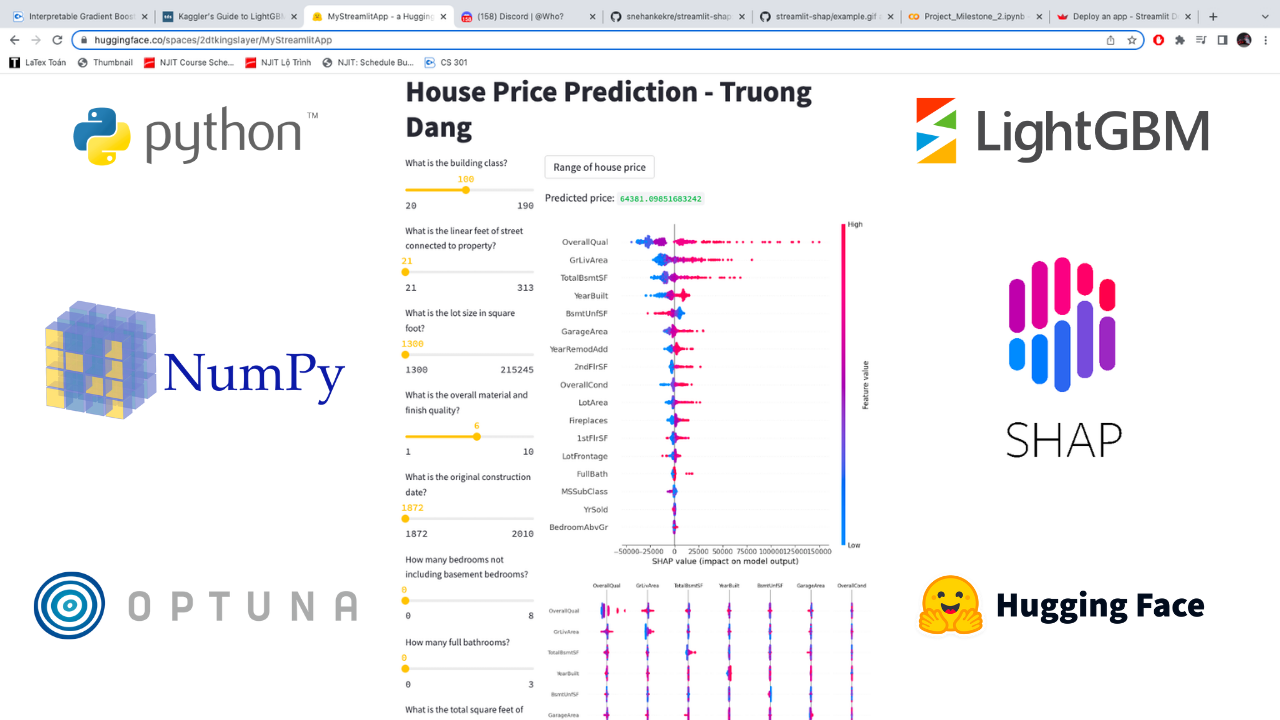 Interpretable Gradient Boost
Kaggler's Guide to LightGBM
MyStreamlitApp - a Hugging
(158) Discord | @Who?
snehankekre/streamlit-shap:
streamlit-shap/example.gif a
Project_Milestone_2.ipynb -
Deploy an app - Streamlit D
huggingface.co/spaces/2dtkingslayer/MyStreamlitApp
LaTex Toán
Thumbnail
NJIT Course Sche...
NJIT Lộ Trình
NJIT: Schedule Bu...
CS 301
python™
NumPy
OPTUNA
House Price Prediction - Truong
Dang
What is the building class?
100
20 190
What is the linear feet of street
connected to property?
21
21 313
What is the lot size in square
foot?
1300
1300 215245
What is the overall material and
finish quality?
6
1 10
What is the original construction
date?
1872
1872 2010
How many bedrooms not
including basement bedrooms?
0
0 8
How many full bathrooms?
0
0 3
What is the total square feet of
Range of house price
Predicted price: 64381.09851683242
OverallQual
GrLivArea
TotalBsmtSF
YearBuilt
BsmtUnfSF
GarageArea
YearRemodAdd
2ndFlrSF
OverallCond
LotArea
Fireplaces
1stFlrSF
LotFrontage
FullBath
MSSubClass
YrSold
BedroomAbvGr
−50000−25000 0 25000 50000 75000 100000125000150000
SHAP value (impact on model output)
High
Feature value
Low
OverallQual GrLivArea TotalBsmtSF YearBuilt BsmtUnfSF GarageArea OverallCond
OverallQual
GrLivArea
TotalBsmtSF
YearBuilt
BsmtUnfSF
GarageArea
LightGBM
SHAP
Hugging Face